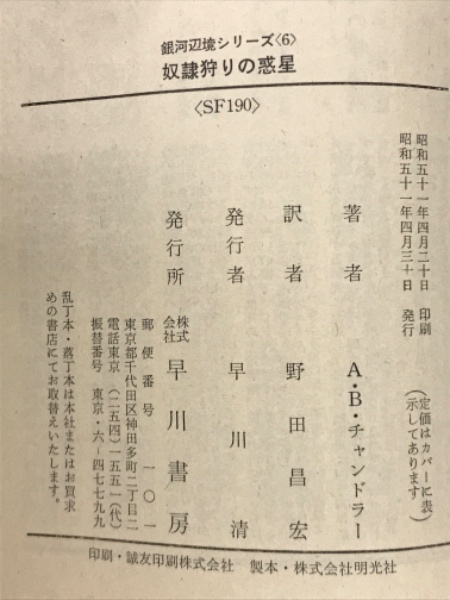 銀河辺境シリーズ〈6〉
奴隷狩りの惑星
〈SF190〉
昭和五十一年四月二十日 印刷
昭和五十一年四月三十日 発行
(定価はカバーに表
示してあります)
著者 A・B・チャンドラー
訳者 野田昌宏
発行者 早川清
発行所 株式会社 早川書房
郵便番号 一〇一
東京都千代田区神田多町二丁目二
電話東京 (二五四)一五五一(代)
振替番号 東京・六-四七七九九
乱丁本・落丁本は本社またはお買求
めの書店にてお取替えいたします。
印刷・誠友印刷株式会社 製本・株式会社明光社